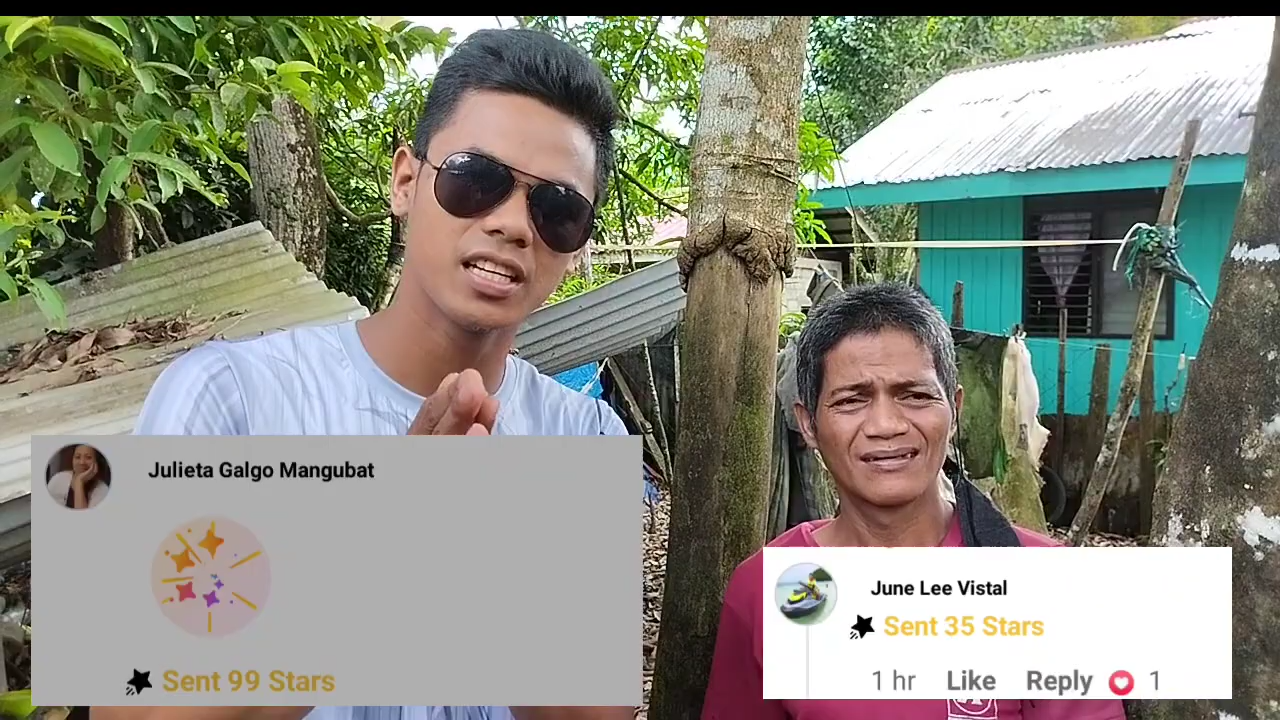 Julieta Galgo Mangubat
Sent 99 Stars
June Lee Vistal
Sent 35 Stars
1 hr Like Reply 1